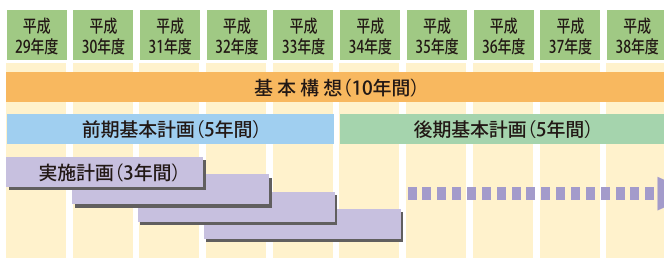 平成 平成 平成 平成 平成 平成 平成 平成 平成 平成
29年度 30年度 31年度 32年度 33年度 34年度 35年度 36年度 37年度 38年度
基本構想（10年間）
前期基本計画（5年間） 後期基本計画（5年間）
実施計画（3年間）